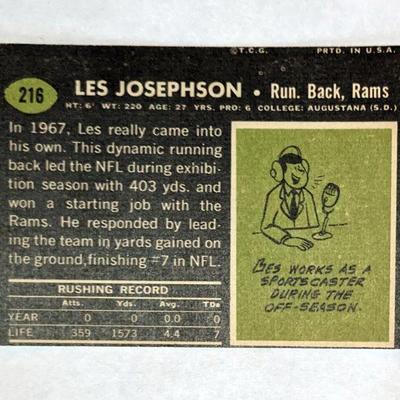 ©T.C.G. PRTD. IN U.S.A.
216 LES JOSEPHSON • Run. Back, Rams
HT: 6' WT: 220 AGE: 27 YRS. PRO: 6 COLLEGE: AUGUSTANA (S.D.)
In 1967, Les really came into
his own. This dynamic running
back led the NFL during exhibi-
tion season with 403 yds. and
won a starting job with the
Rams. He responded by lead-
ing the team in yards gained on
the ground, finishing #7 in NFL.
RUSHING RECORD
Atts. Yds. Avg. TDs
YEAR 0 0 0.0 0
LIFE 359 1573 4.4 7
LES WORKS AS A
SPORTSCASTER
DURING THE
OFF-SEASON.